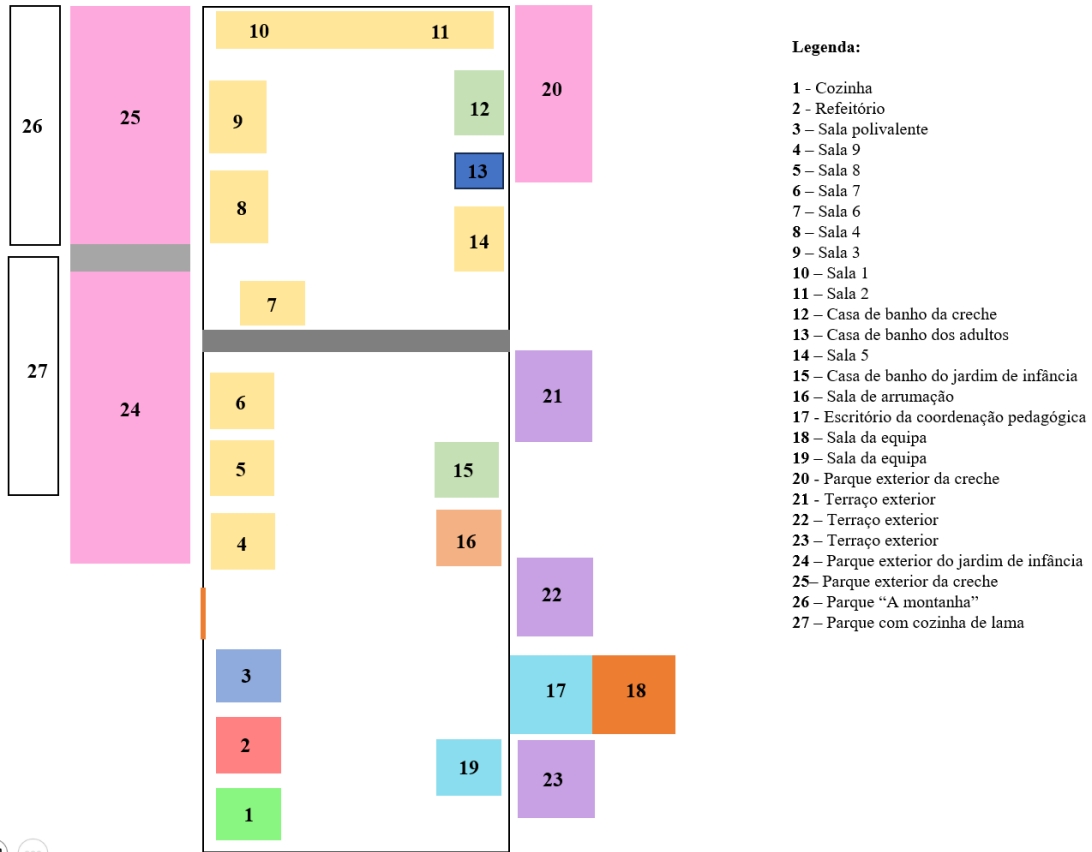 10
11
20
25
26
12
9
13
8
14
7
27
21
24
6
5
15
4
16
22
3
17
18
2
19
23
1
Legenda:
1 - Cozinha
2 - Refeitório
3 – Sala polivalente
4 – Sala 9
5 – Sala 8
6 – Sala 7
7 – Sala 6
8 – Sala 4
9 – Sala 3
10 – Sala 1
11 – Sala 2
12 – Casa de banho da creche
13 – Casa de banho dos adultos
14 – Sala 5
15 – Casa de banho do jardim de infância
16 – Sala de arrumação
17 - Escritório da coordenação pedagógica
18 – Sala da equipa
19 – Sala da equipa
20 - Parque exterior da creche
21 - Terraço exterior
22 – Terraço exterior
23 – Terraço exterior
24 – Parque exterior do jardim de infância
25– Parque exterior da creche
26 – Parque “A montanha”
27 – Parque com cozinha de lama